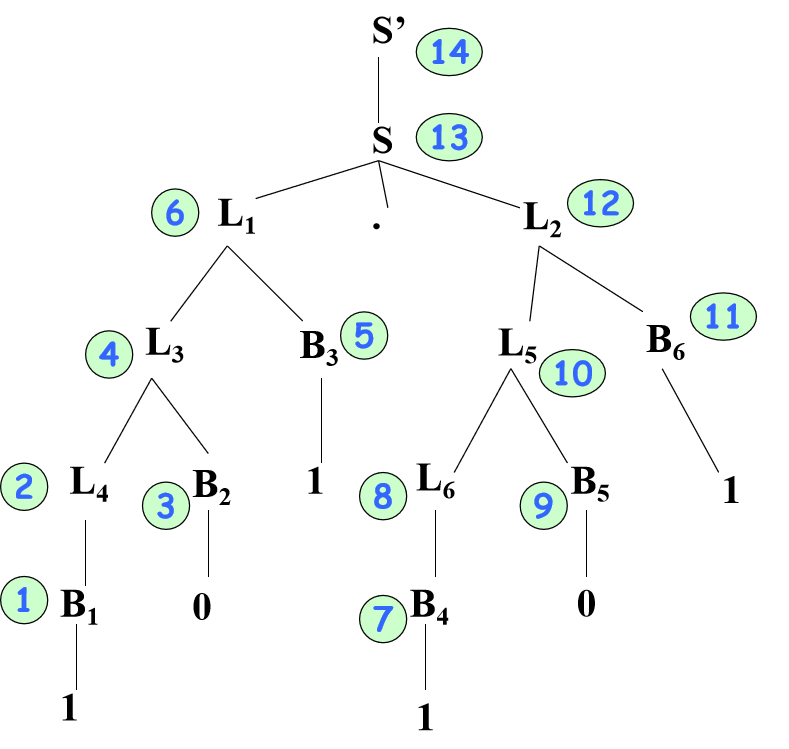 S’ 14
S 13
6 L₁ . L₂ 12
4 L₃ B₃ 5 L₅ 10 B₆ 11
2 L₄ 3 B₂ 1 8 L₆ 9 B₅ 1
1 B₁ 0 7 B₄ 0
1 1